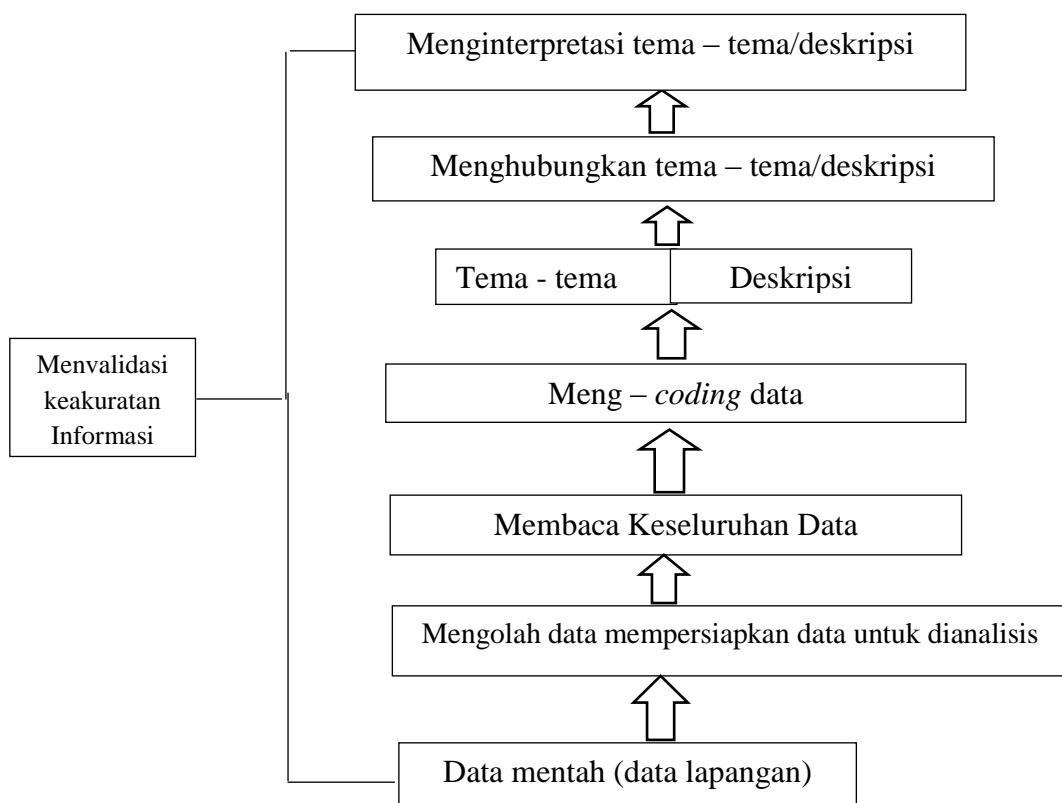 Menginterpretasi tema – tema/deskripsi
Menghubungkan tema – tema/deskripsi
Tema - tema
Deskripsi
Menvalidasi
keakuratan
Informasi
Meng – coding data
Membaca Keseluruhan Data
Mengolah data mempersiapkan data untuk dianalisis
Data mentah (data lapangan)